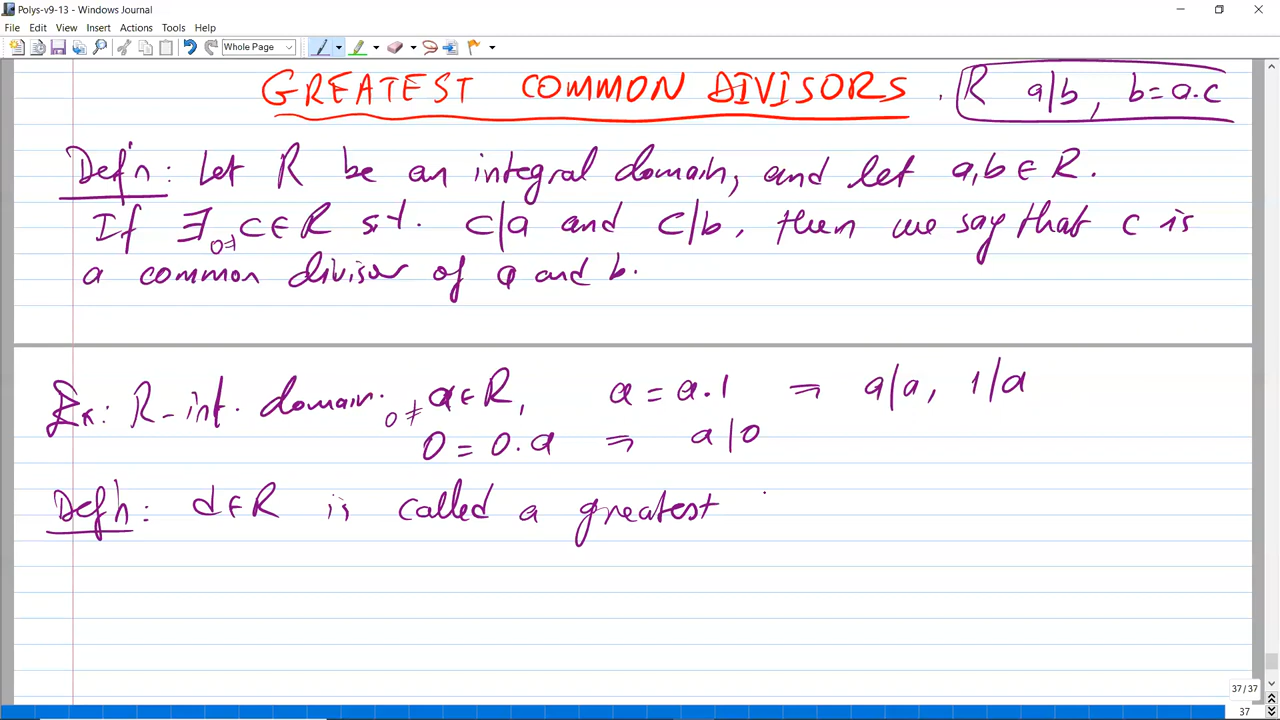 Polys-v9-13 - Windows Journal
File Edit View Insert Actions Tools Help
Whole Page
GREATEST COMMON DIVISORS . R a|b, b=a.c
Def'n: Let R be an integral domain, and let a,b ∈ R.
If ∃ 0≠ c∈R s.t. c|a and c|b, then we say that c is
a common divisor of a and b.
Ex: R-int. domain. 0≠ a∈R, a = a.1 ⇒ a|a, 1|a
0 = 0.a ⇒ a|0
Def'n: d∈R is called a greatest
37/37
37